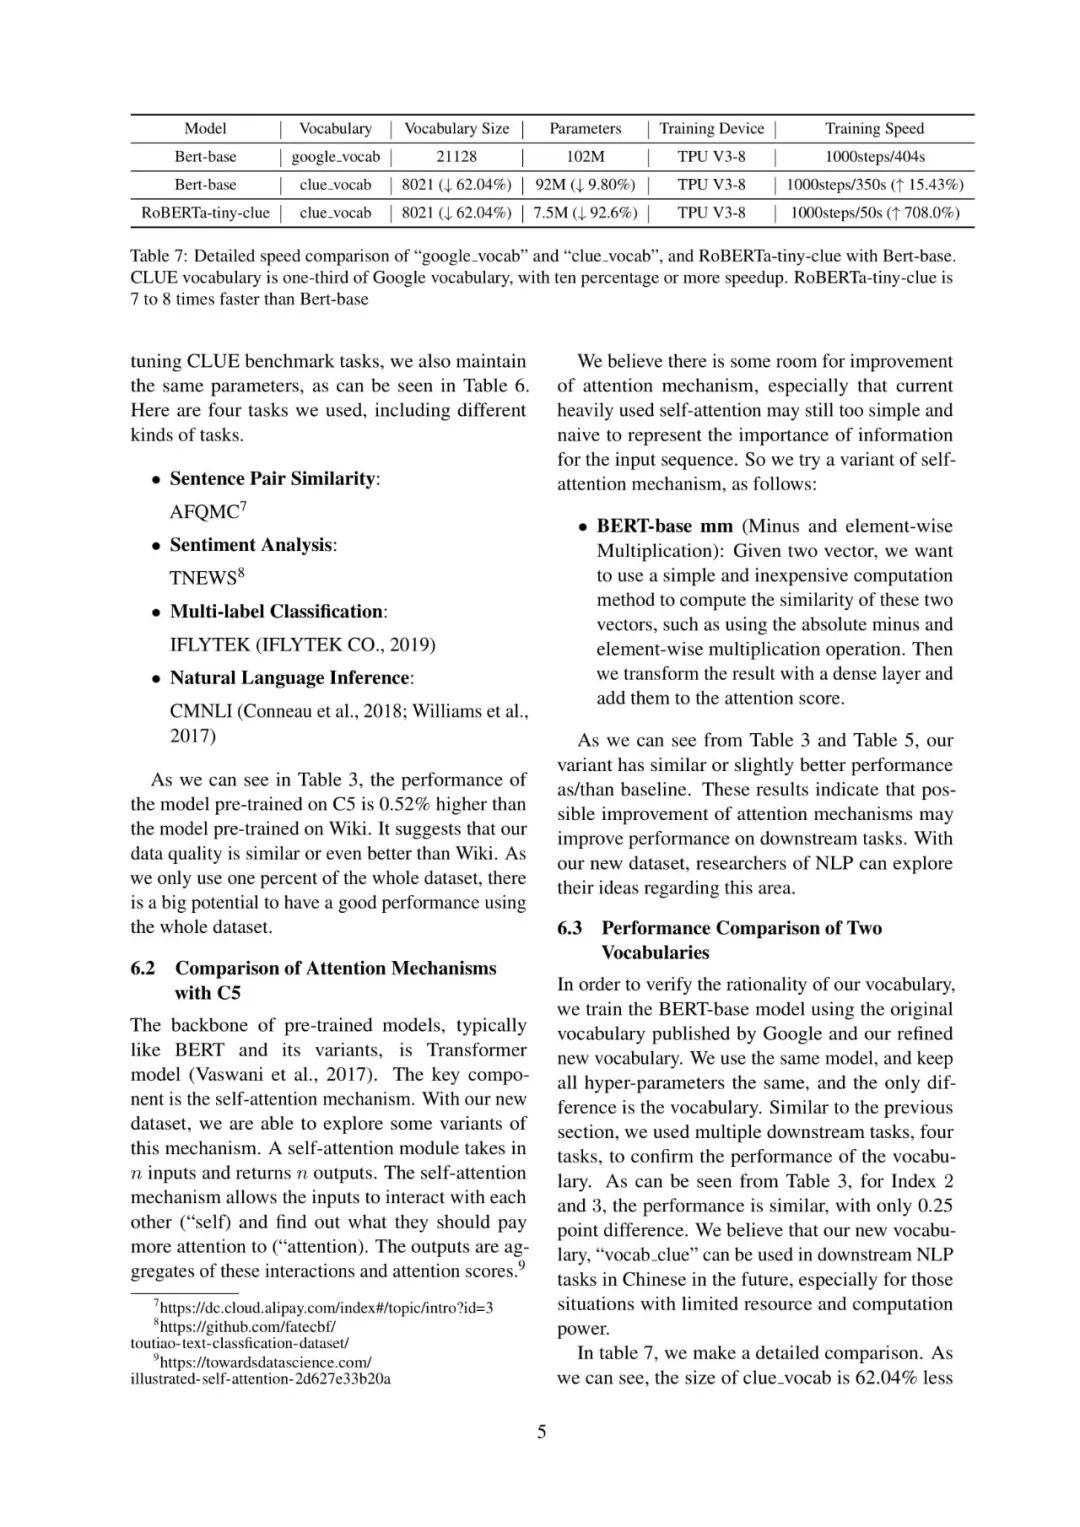 Model | Vocabulary | Vocabulary Size | Parameters | Training Device | Training Speed
Bert-base | google_vocab | 21128 | 102M | TPU V3-8 | 1000steps/404s
Bert-base | clue_vocab | 8021 (↓ 62.04%) | 92M (↓ 9.80%) | TPU V3-8 | 1000steps/350s (↑ 15.43%)
RoBERTa-tiny-clue | clue_vocab | 8021 (↓ 62.04%) | 7.5M (↓ 92.6%) | TPU V3-8 | 1000steps/50s (↑ 708.0%)
Table 7: Detailed speed comparison of “google_vocab” and “clue_vocab”, and RoBERTa-tiny-clue with Bert-base.
CLUE vocabulary is one-third of Google vocabulary, with ten percentage or more speedup. RoBERTa-tiny-clue is
7 to 8 times faster than Bert-base
tuning CLUE benchmark tasks, we also maintain
the same parameters, as can be seen in Table 6.
Here are four tasks we used, including different
kinds of tasks.
• Sentence Pair Similarity:
AFQMC7
• Sentiment Analysis:
TNEWS8
• Multi-label Classification:
IFLYTEK (IFLYTEK CO., 2019)
• Natural Language Inference:
CMNLI (Conneau et al., 2018; Williams et al.,
2017)
As we can see in Table 3, the performance of
the model pre-trained on C5 is 0.52% higher than
the model pre-trained on Wiki. It suggests that our
data quality is similar or even better than Wiki. As
we only use one percent of the whole dataset, there
is a big potential to have a good performance using
the whole dataset.
6.2 Comparison of Attention Mechanisms
with C5
The backbone of pre-trained models, typically
like BERT and its variants, is Transformer
model (Vaswani et al., 2017). The key compo-
nent is the self-attention mechanism. With our new
dataset, we are able to explore some variants of
this mechanism. A self-attention module takes in
n inputs and returns n outputs. The self-attention
mechanism allows the inputs to interact with each
other (“self) and find out what they should pay
more attention to (“attention). The outputs are ag-
gregates of these interactions and attention scores.9
7https://dc.cloud.alipay.com/index#/topic/intro?id=3
8https://github.com/fatecbf/
toutiao-text-classfication-dataset/
9https://towardsdatascience.com/
illustrated-self-attention-2d627e33b20a
We believe there is some room for improvement
of attention mechanism, especially that current
heavily used self-attention may still too simple and
naive to represent the importance of information
for the input sequence. So we try a variant of self-
attention mechanism, as follows:
• BERT-base mm (Minus and element-wise
Multiplication): Given two vector, we want
to use a simple and inexpensive computation
method to compute the similarity of these two
vectors, such as using the absolute minus and
element-wise multiplication operation. Then
we transform the result with a dense layer and
add them to the attention score.
As we can see from Table 3 and Table 5, our
variant has similar or slightly better performance
as/than baseline. These results indicate that pos-
sible improvement of attention mechanisms may
improve performance on downstream tasks. With
our new dataset, researchers of NLP can explore
their ideas regarding this area.
6.3 Performance Comparison of Two
Vocabularies
In order to verify the rationality of our vocabulary,
we train the BERT-base model using the original
vocabulary published by Google and our refined
new vocabulary. We use the same model, and keep
all hyper-parameters the same, and the only dif-
ference is the vocabulary. Similar to the previous
section, we used multiple downstream tasks, four
tasks, to confirm the performance of the vocabu-
lary. As can be seen from Table 3, for Index 2
and 3, the performance is similar, with only 0.25
point difference. We believe that our new vocabu-
lary, “vocab_clue” can be used in downstream NLP
tasks in Chinese in the future, especially for those
situations with limited resource and computation
power.
In table 7, we make a detailed comparison. As
we can see, the size of clue_vocab is 62.04% less
5